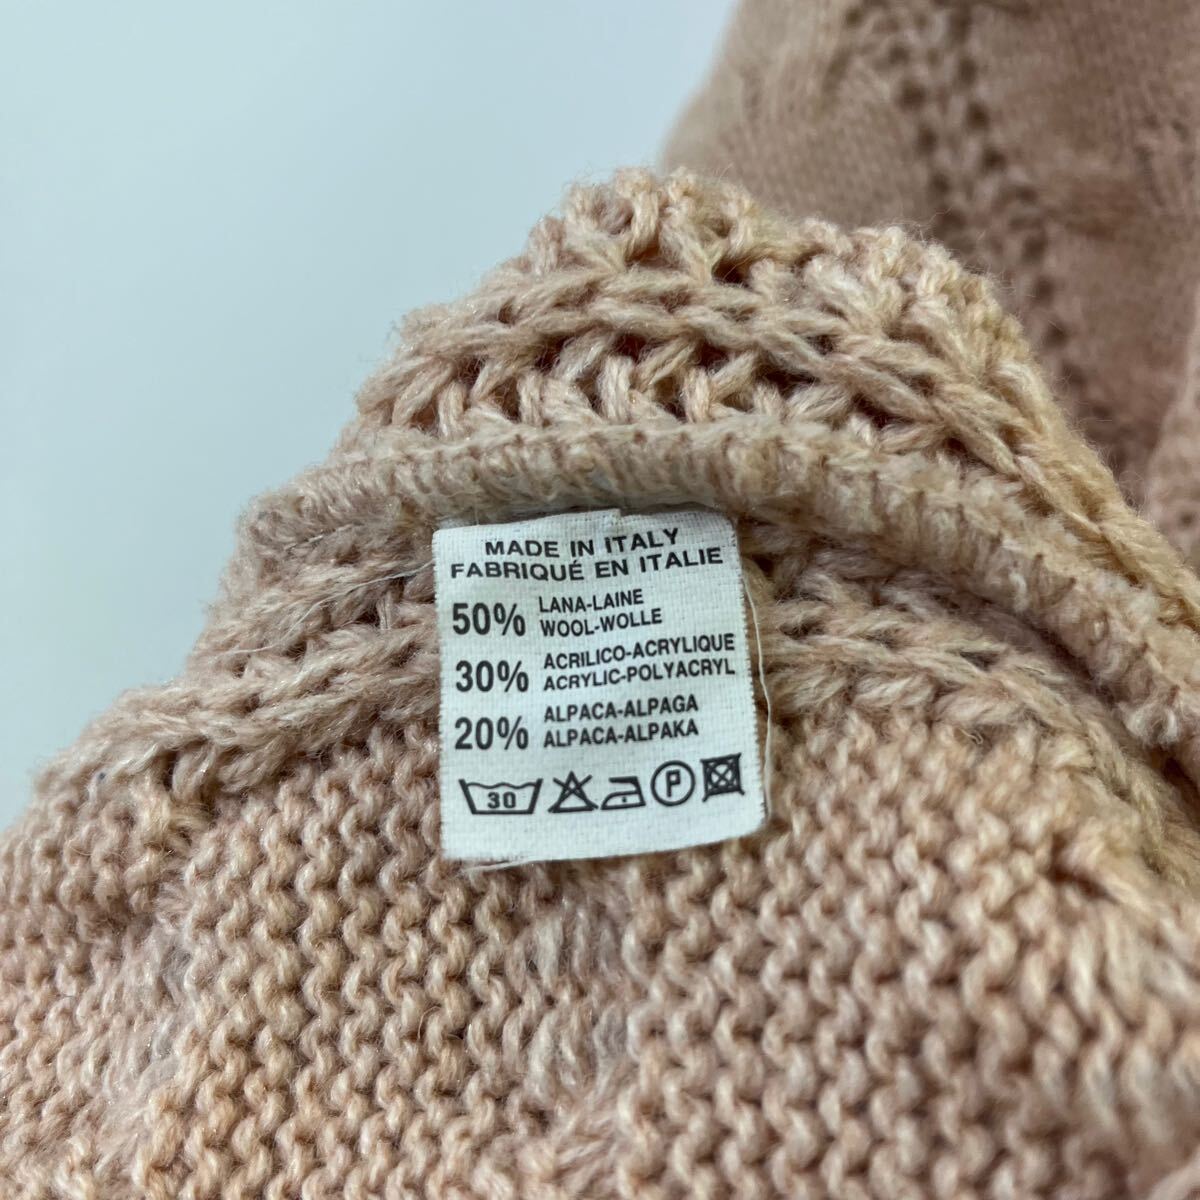 MADE IN ITALY
FABRIQUÉ EN ITALIE
50% LANA-LAINE
WOOL-WOLLE
30% ACRILICO-ACRYLIQUE
ACRYLIC-POLYACRYL
20% ALPACA-ALPAGA
ALPACA-ALPAKA
30 P